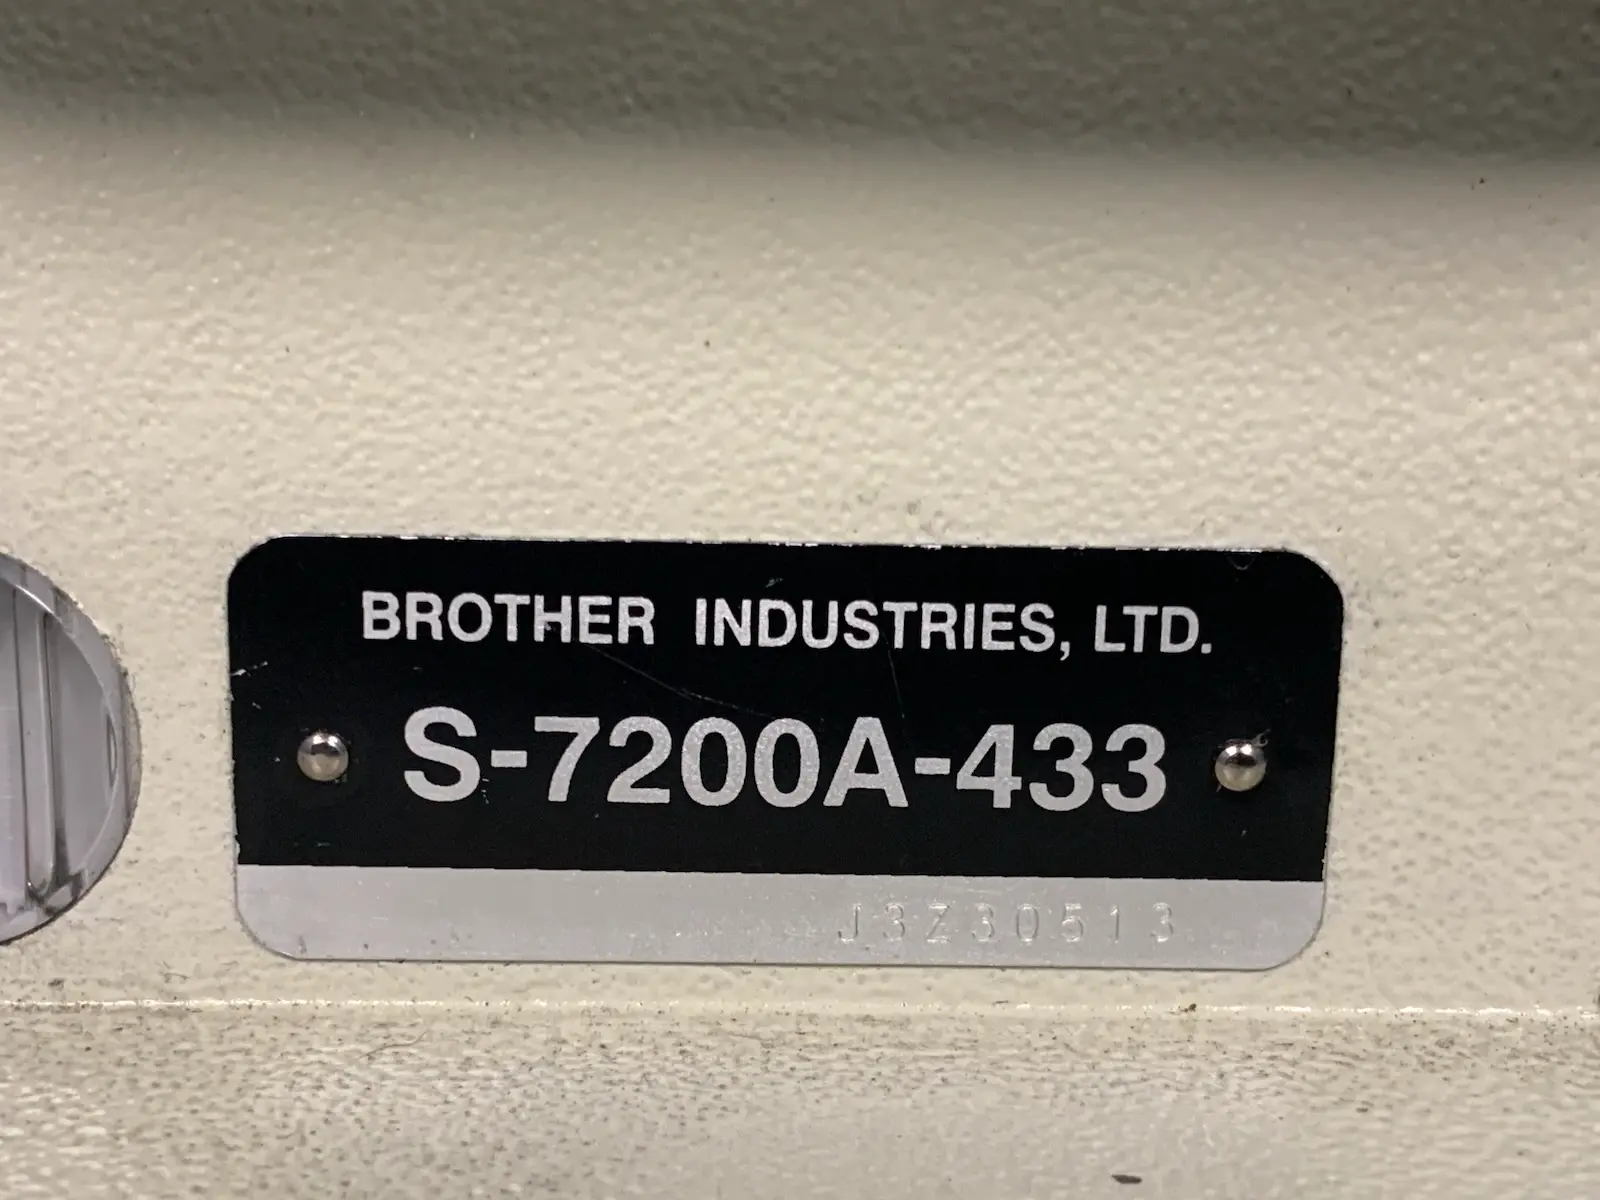 BROTHER INDUSTRIES, LTD.
S-7200A-433
J3Z30513